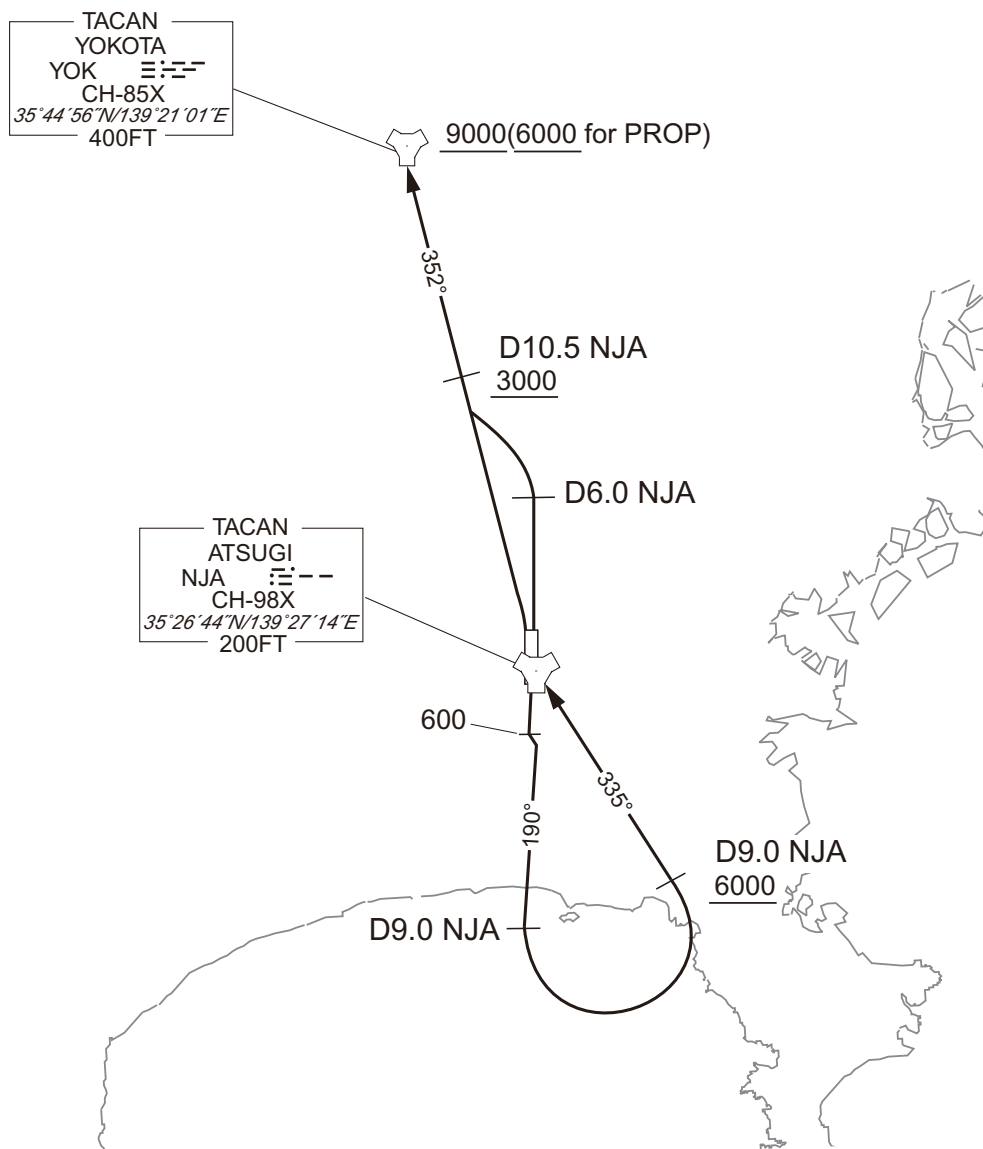 TACAN
YOKOTA
YOK
CH-85X
35°44´56˝N/139°21´01˝E
400FT
9000(6000 for PROP)
352°
D10.5 NJA
3000
D6.0 NJA
TACAN
ATSUGI
NJA
CH-98X
35°26´44˝N/139°27´14˝E
200FT
600
335°
190°
D9.0 NJA
6000
D9.0 NJA